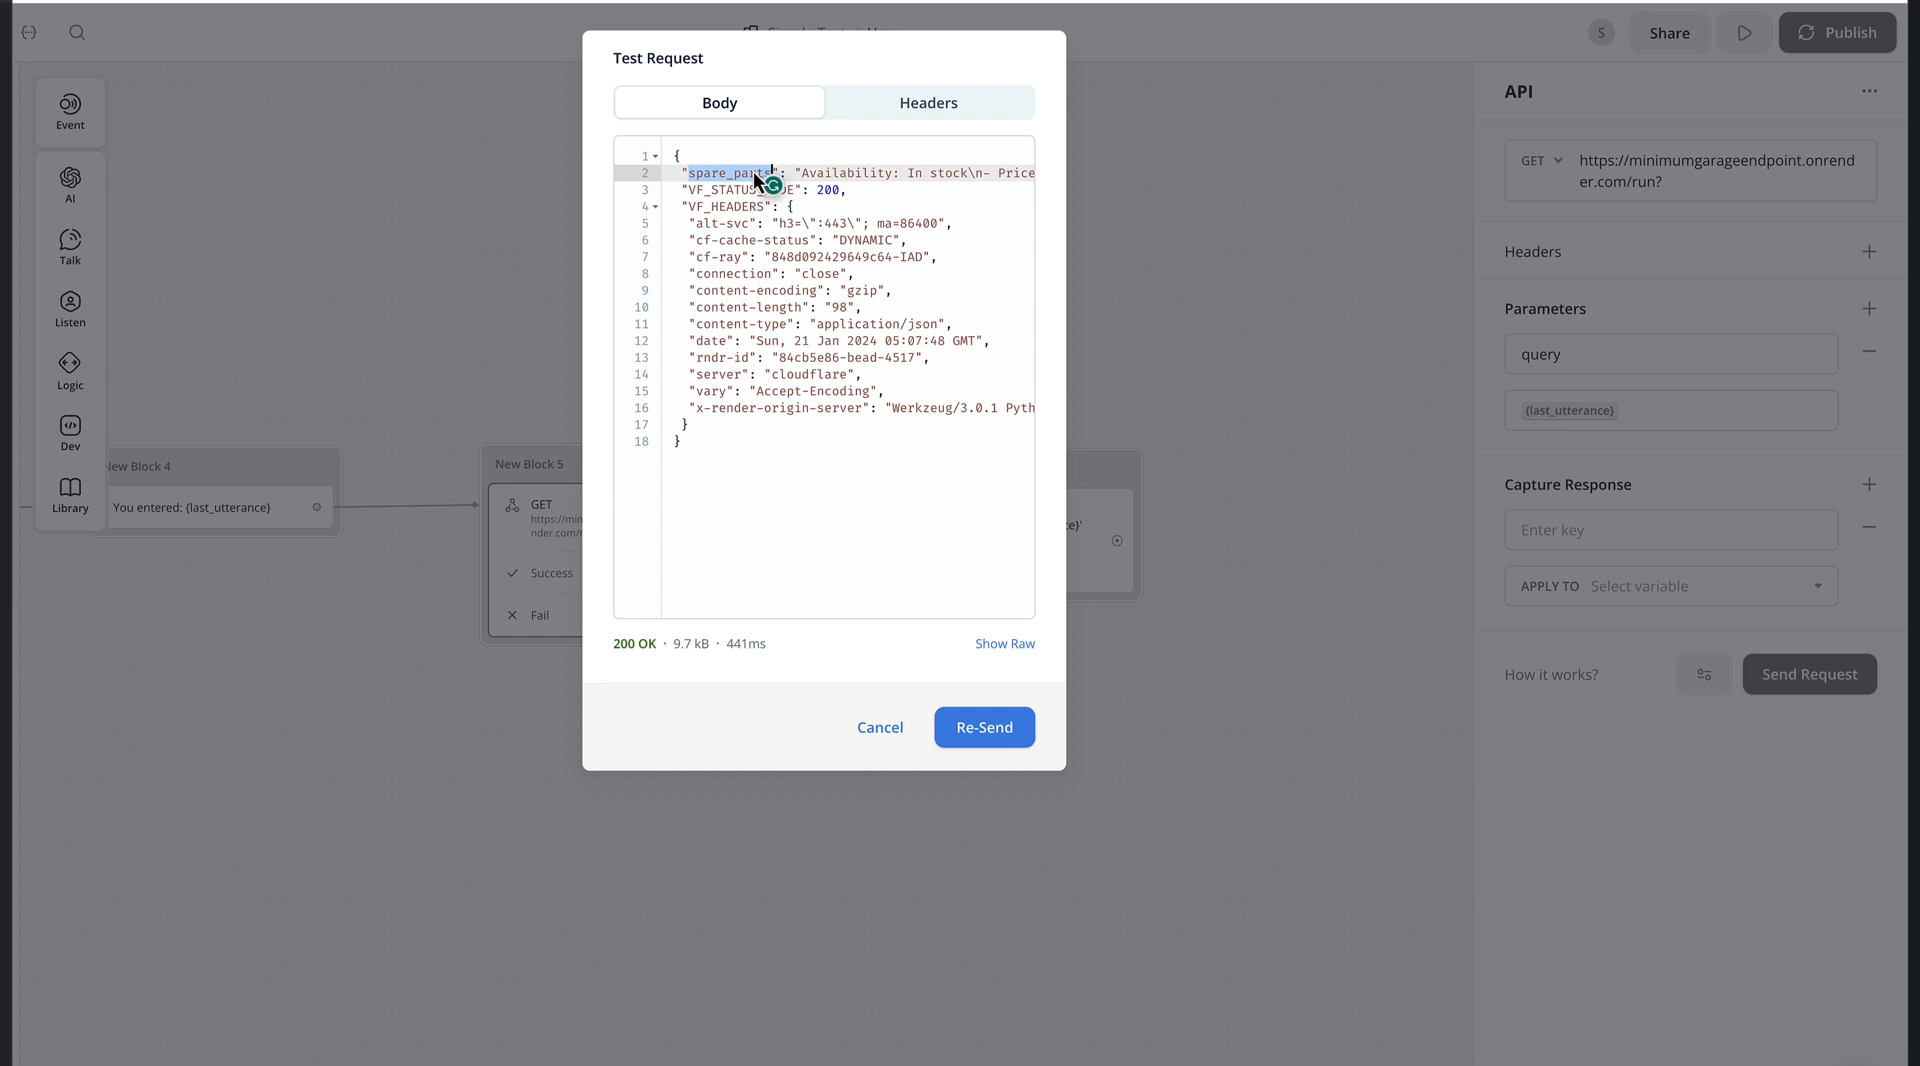 Share
Publish
S
Test Request
Body
Headers
1
{
2
"spare_parts": "Availability: In stock\n- Price
3
"VF_STATUS_ DE": 200,
4
"VF_HEADERS": {
5
"alt-svc": "h3=\":443\"; ma=86400",
6
"cf-cache-status": "DYNAMIC",
7
"cf-ray": "848d092429649c64-IAD",
8
"connection": "close",
9
"content-encoding": "gzip",
10
"content-length": "98",
11
"content-type": "application/json",
12
"date": "Sun, 21 Jan 2024 05:07:48 GMT",
13
"rndr-id": "84cb5e86-bead-4517",
14
"server": "cloudflare",
15
"vary": "Accept-Encoding",
16
"x-render-origin-server": "Werkzeug/3.0.1 Pyth
17
}
18
}
200 OK · 9.7 kB · 441ms
Show Raw
Cancel
Re-Send
Event
AI
Talk
Listen
Logic
Dev
Library
New Block 4
You entered: {last_utterance}
New Block 5
GET
https://min
nder.com/r
Success
Fail
ce}'
API
GET
https://minimumgarageendpoint.onrend
er.com/run?
Headers
Parameters
query
{last_utterance}
Capture Response
Enter key
APPLY TO Select variable
How it works?
Send Request